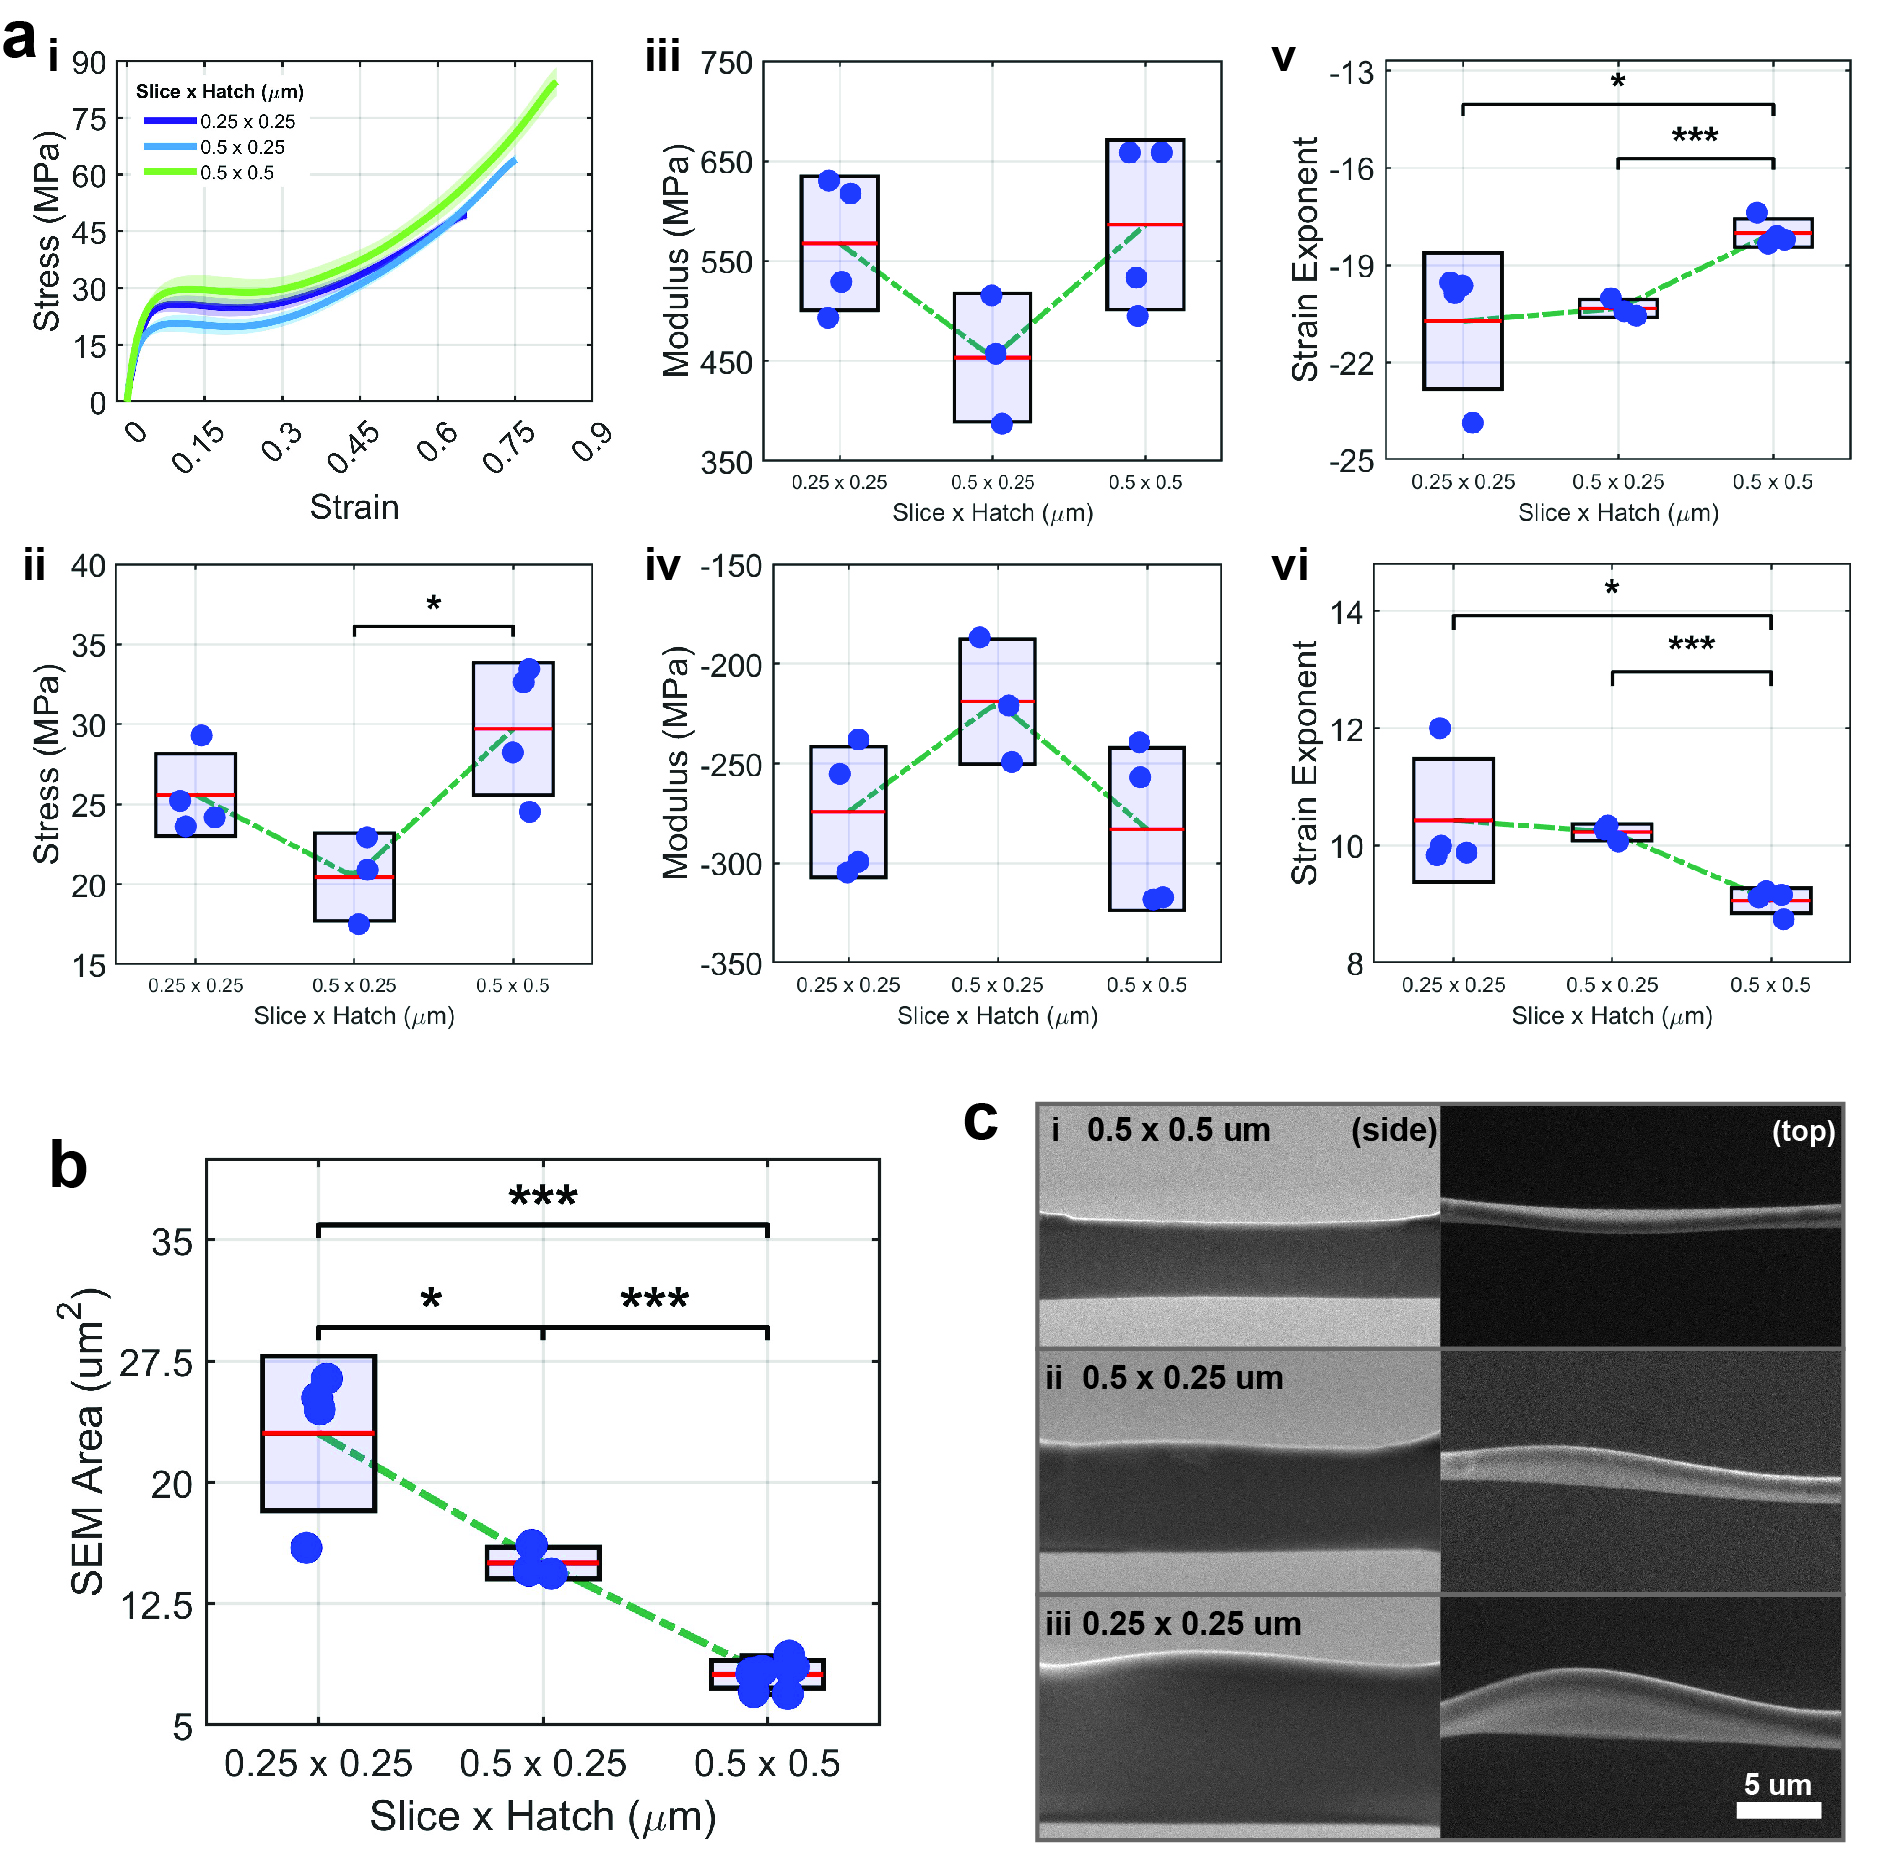 a
i
90
75
60
45
30
15
0
Stress (MPa)
Slice x Hatch (μm)
0.25 x 0.25
0.5 x 0.25
0.5 x 0.5
0 0.15 0.3 0.45 0.6 0.75 0.9
Strain
iii
750
650
550
450
350
Modulus (MPa)
0.25 x 0.25 0.5 x 0.25 0.5 x 0.5
Slice x Hatch (μm)
v
-13
-16
-19
-22
-25
Strain Exponent
*
***
0.25 x 0.25 0.5 x 0.25 0.5 x 0.5
Slice x Hatch (μm)
ii
40
35
30
25
20
15
Stress (MPa)
*
0.25 x 0.25 0.5 x 0.25 0.5 x 0.5
Slice x Hatch (μm)
iv
-150
-200
-250
-300
-350
Modulus (MPa)
0.25 x 0.25 0.5 x 0.25 0.5 x 0.5
Slice x Hatch (μm)
vi
14
12
10
8
Strain Exponent
*
***
0.25 x 0.25 0.5 x 0.25 0.5 x 0.5
Slice x Hatch (μm)
b
35
27.5
20
12.5
5
SEM Area (um²)
***
* ***
0.25 x 0.25 0.5 x 0.25 0.5 x 0.5
Slice x Hatch (μm)
c
i 0.5 x 0.5 um (side) (top)
ii 0.5 x 0.25 um
iii 0.25 x 0.25 um
5 um